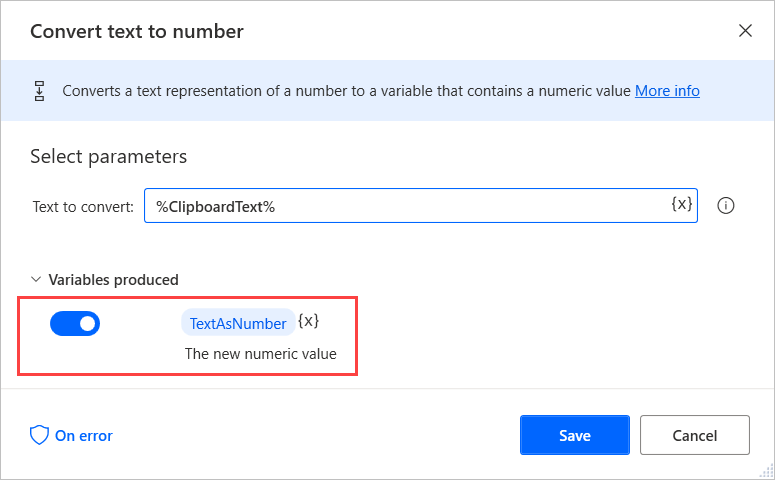 Convert text to number
Converts a text representation of a number to a variable that contains a numeric value More info
Select parameters
Text to convert: %ClipboardText% {x}
Variables produced
TextAsNumber {x}
The new numeric value
On error Save Cancel